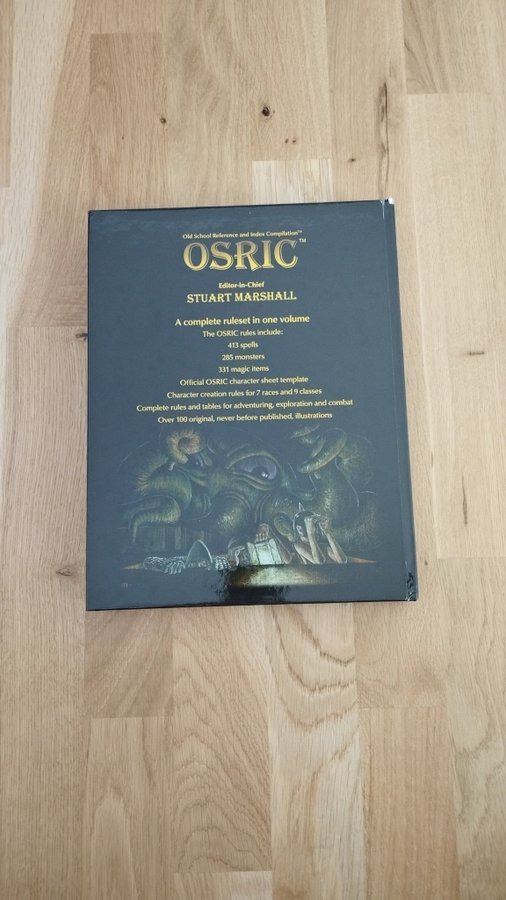 Old School Reference and Index Compilation™
OSRIC™
Editor-in-Chief
STUART MARSHALL
A complete ruleset in one volume
The OSRIC rules include:
413 spells
285 monsters
331 magic items
Official OSRIC character sheet template
Character creation rules for 7 races and 9 classes
Complete rules and tables for adventuring, exploration and combat
Over 100 original, never before published, illustrations